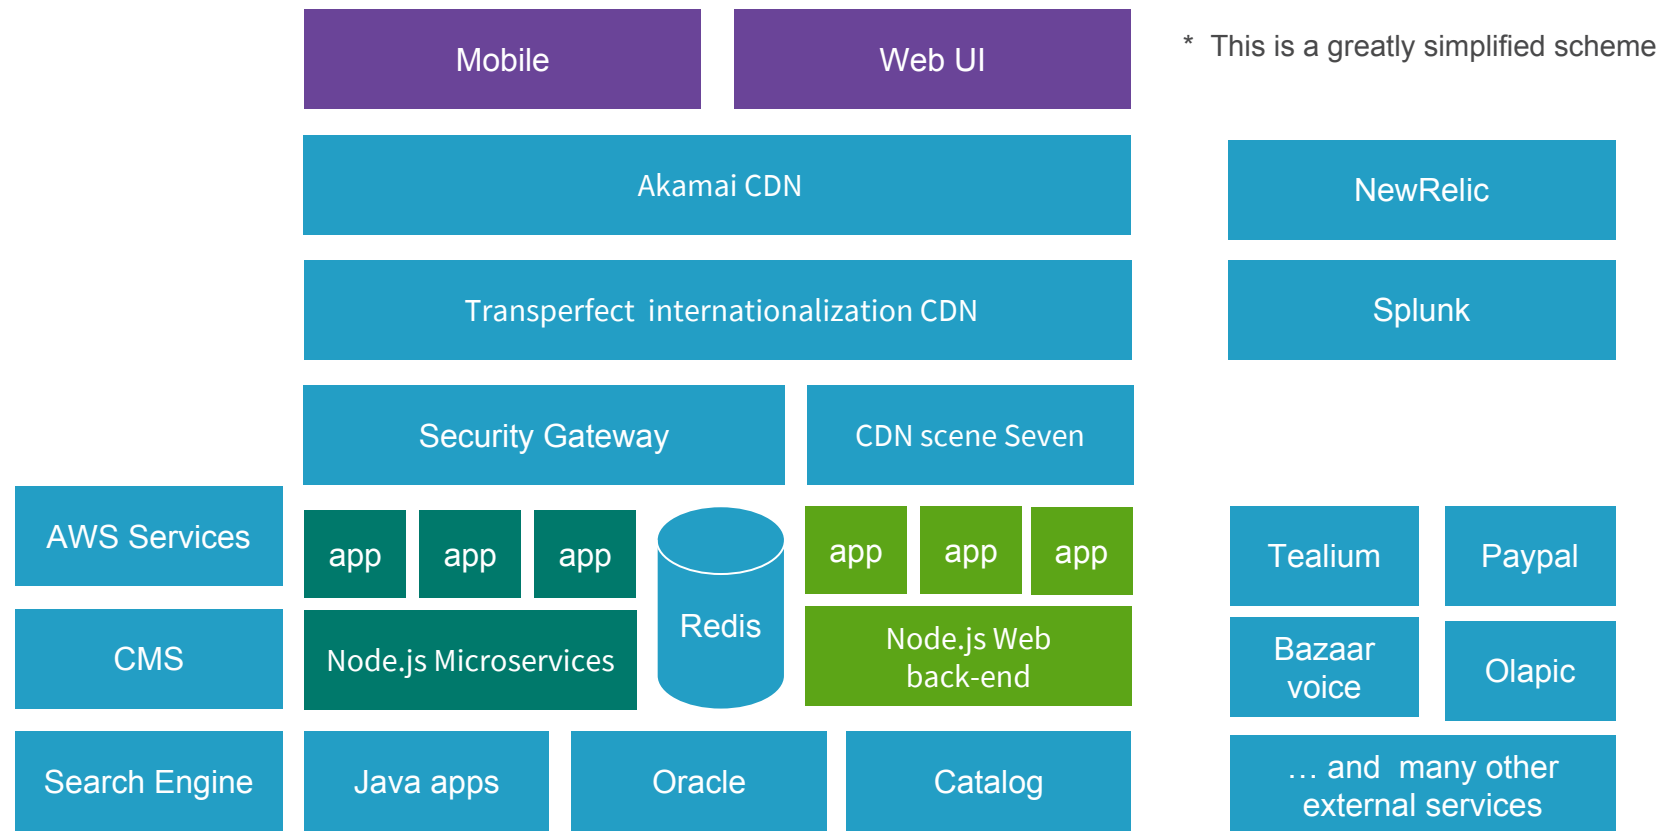 Mobile
Web UI
* This is a greatly simplified scheme
Akamai CDN
NewRelic
Transperfect internationalization CDN
Splunk
Security Gateway
CDN scene Seven
AWS Services
app
app
app
Redis
app
app
app
Tealium
Paypal
CMS
Node.js Microservices
Node.js Web
back-end
Bazaar
voice
Olapic
Search Engine
Java apps
Oracle
Catalog
… and many other
external services